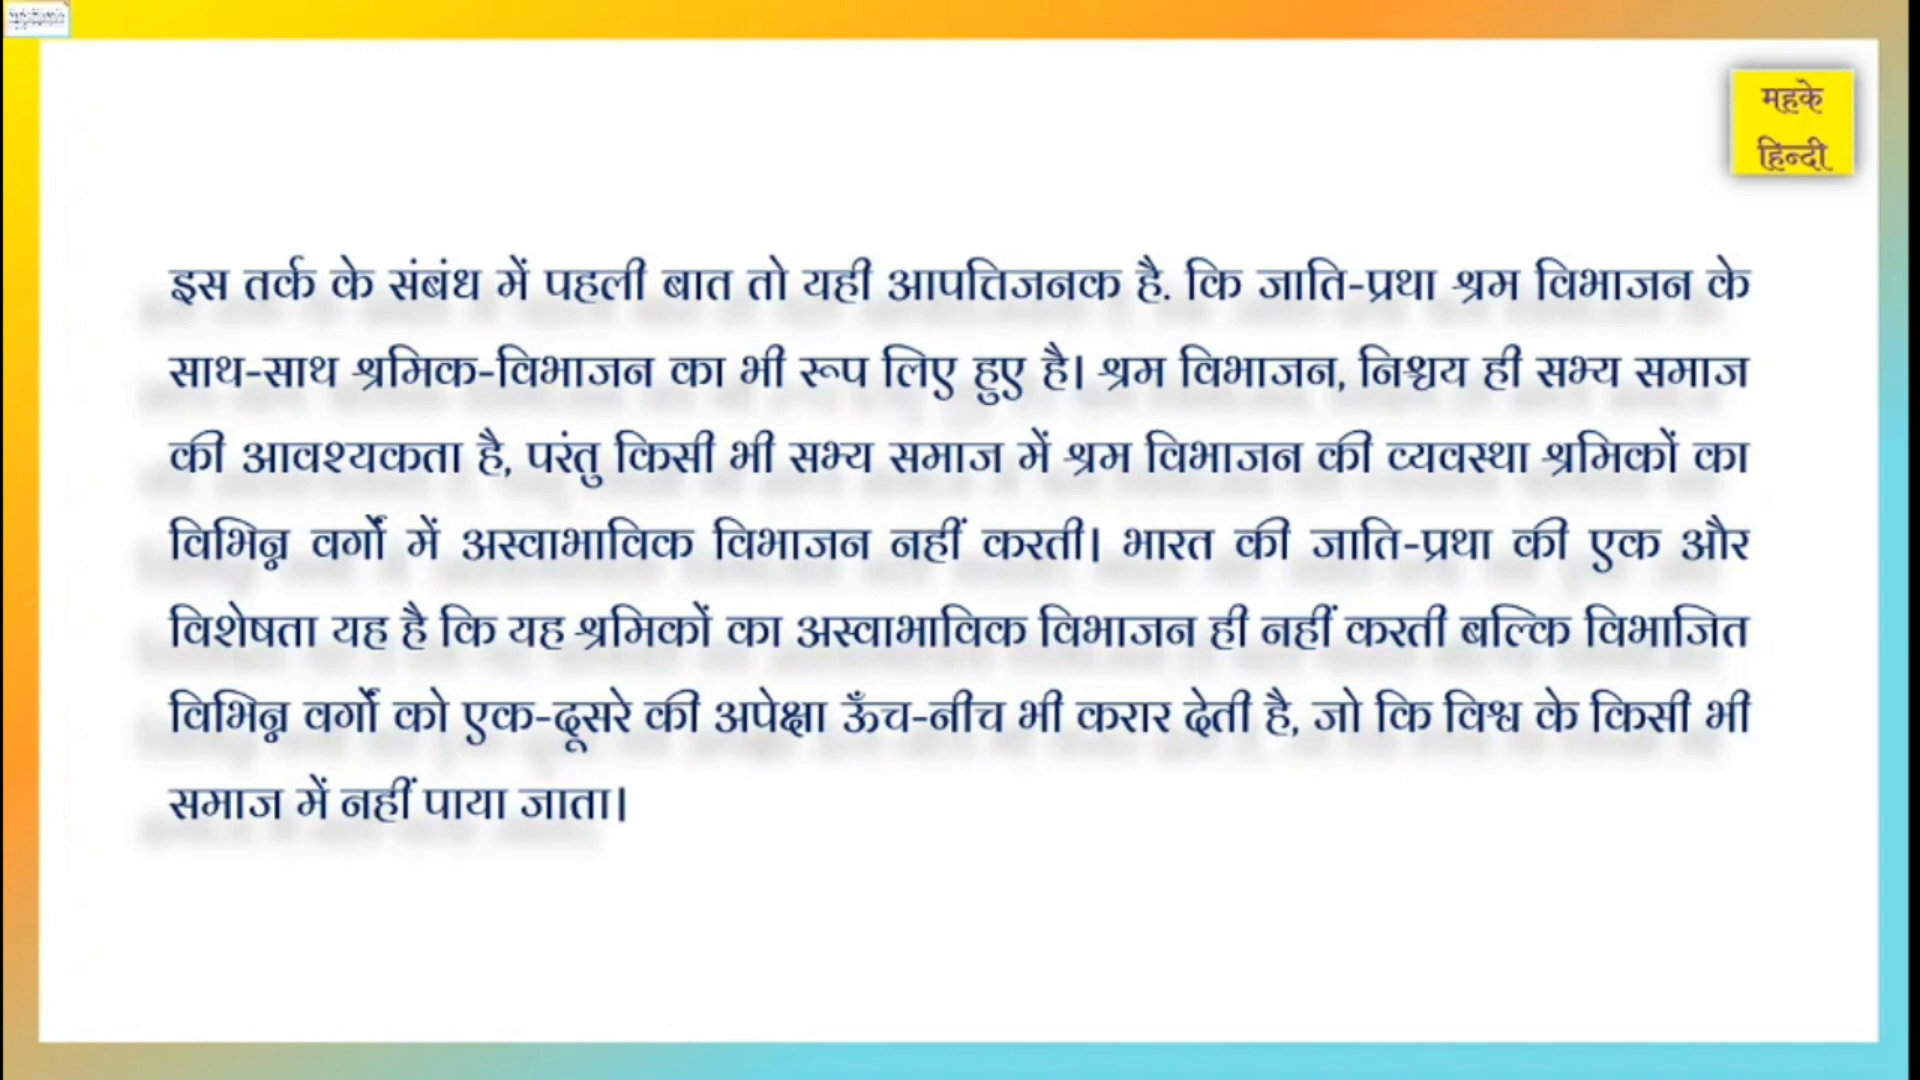 महके
हिन्दी
इस तर्क के संबंध में पहली बात तो यही आपत्तिजनक है. कि जाति-प्रथा श्रम विभाजन के
साथ-साथ श्रमिक-विभाजन का भी रूप लिए हुए है। श्रम विभाजन, निश्चय ही सभ्य समाज
की आवश्यकता है, परंतु किसी भी सभ्य समाज में श्रम विभाजन की व्यवस्था श्रमिकों का
विभिन्न वर्गों में अस्वाभाविक विभाजन नहीं करती। भारत की जाति-प्रथा की एक और
विशेषता यह है कि यह श्रमिकों का अस्वाभाविक विभाजन ही नहीं करती बल्कि विभाजित
विभिन्न वर्गों को एक-दूसरे की अपेक्षा ऊँच-नीच भी करार देती है, जो कि विश्व के किसी भी
समाज में नहीं पाया जाता।